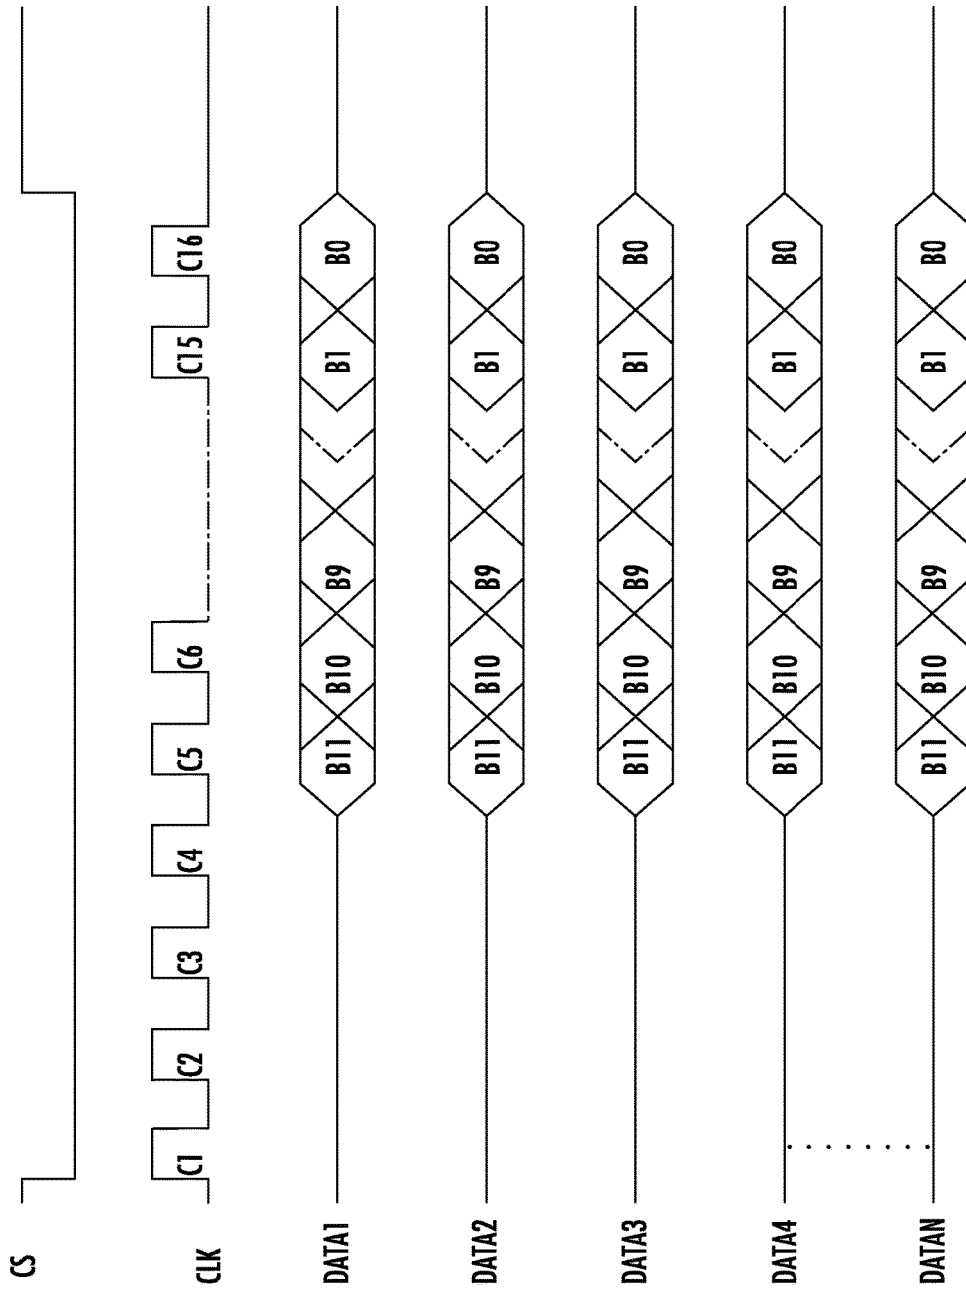 CS
CLK C1 C2 C3 C4 C5 C6 C15 C16
DATA1 B11 B10 B9 B1 B0
DATA2 B11 B10 B9 B1 B0
DATA3 B11 B10 B9 B1 B0
DATA4 B11 B10 B9 B1 B0
DATAN B11 B10 B9 B1 B0